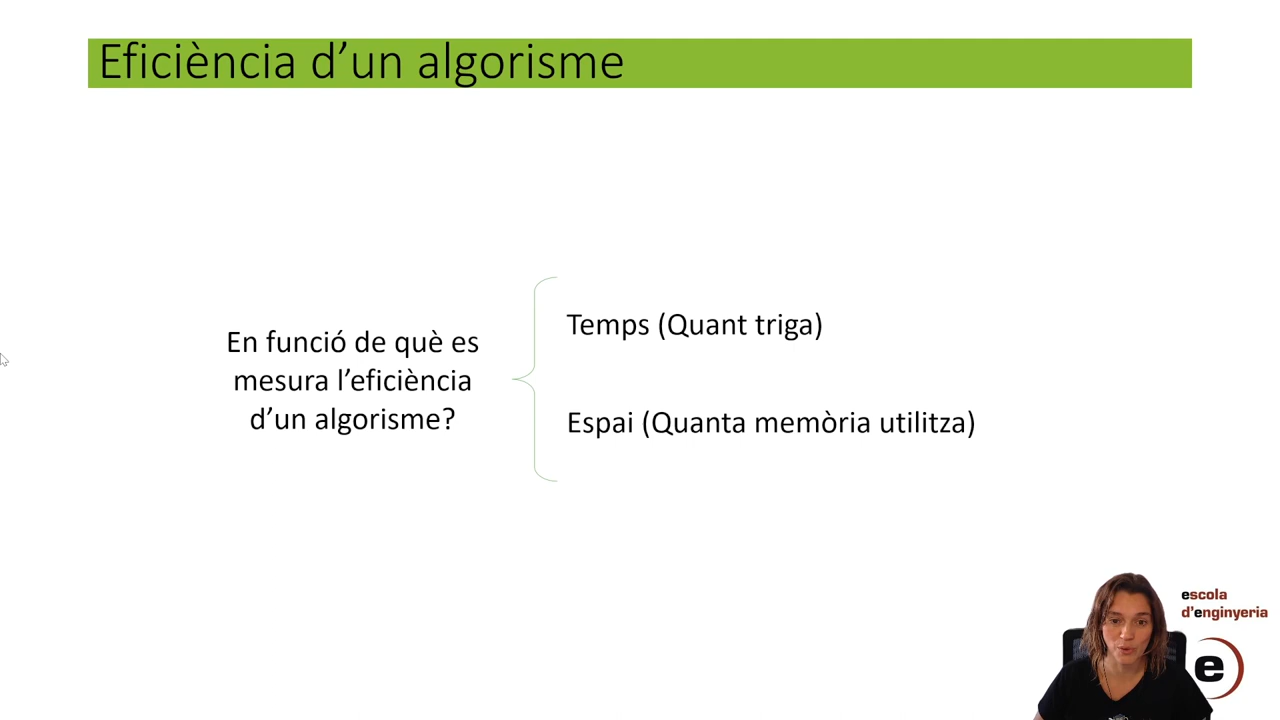 Eficiència d’un algorisme
En funció de què es
mesura l’eficiència
d’un algorisme?
Temps (Quant triga)
Espai (Quanta memòria utilitza)
escola
d'enginyeria
e